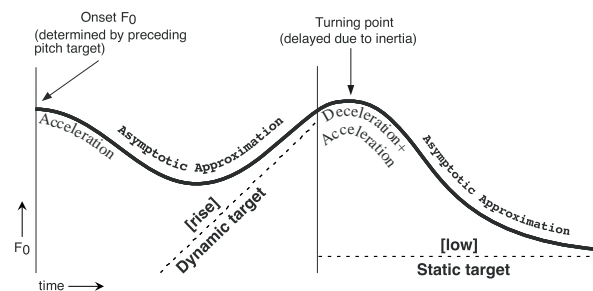 Onset F0
(determined by preceding
pitch target)
Turning point
(delayed due to inertia)
Acceleration
Asymptotic Approximation
Deceleration+
Acceleration
Asymptotic Approximation
[rise]
Dynamic target
F0
[low]
Static target
time